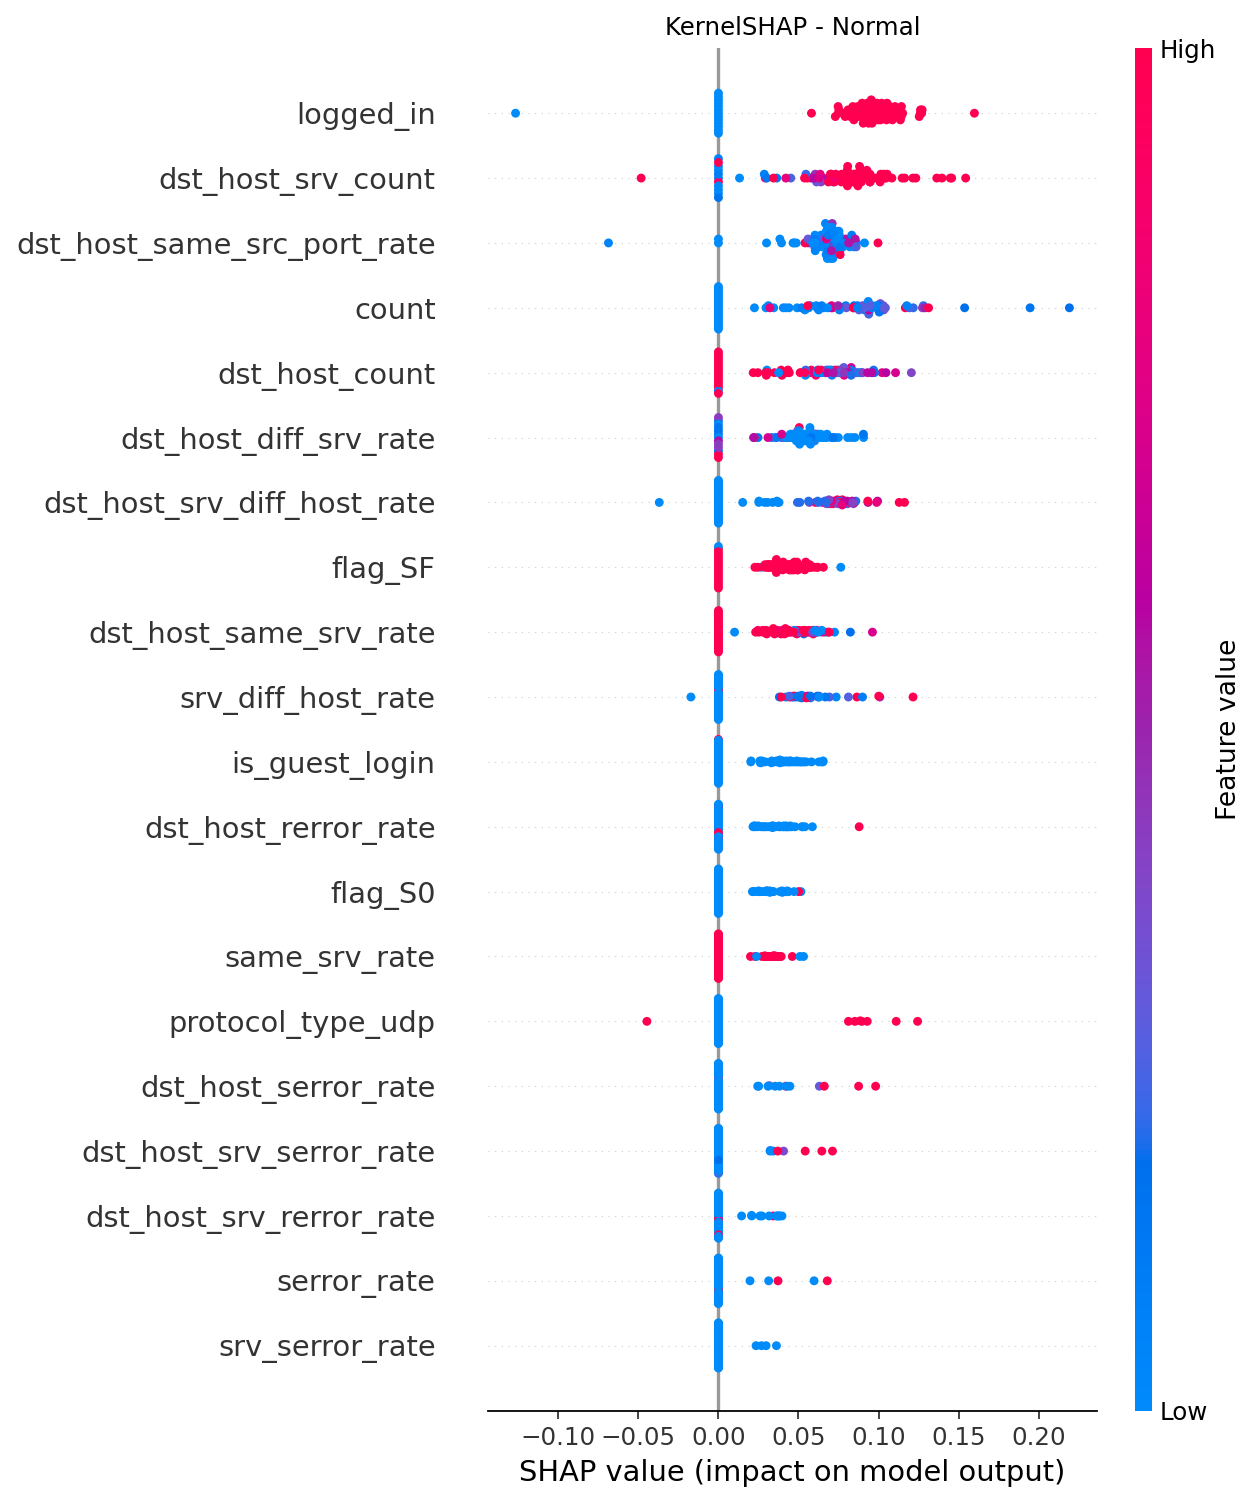 KernelSHAP - Normal
High
logged_in
dst_host_srv_count
dst_host_same_src_port_rate
count
dst_host_count
dst_host_diff_srv_rate
dst_host_srv_diff_host_rate
flag_SF
dst_host_same_srv_rate
srv_diff_host_rate
is_guest_login
dst_host_rerror_rate
flag_S0
same_srv_rate
protocol_type_udp
dst_host_serror_rate
dst_host_srv_serror_rate
dst_host_srv_rerror_rate
serror_rate
srv_serror_rate
Feature value
Low
−0.10 −0.05 0.00 0.05 0.10 0.15 0.20
SHAP value (impact on model output)